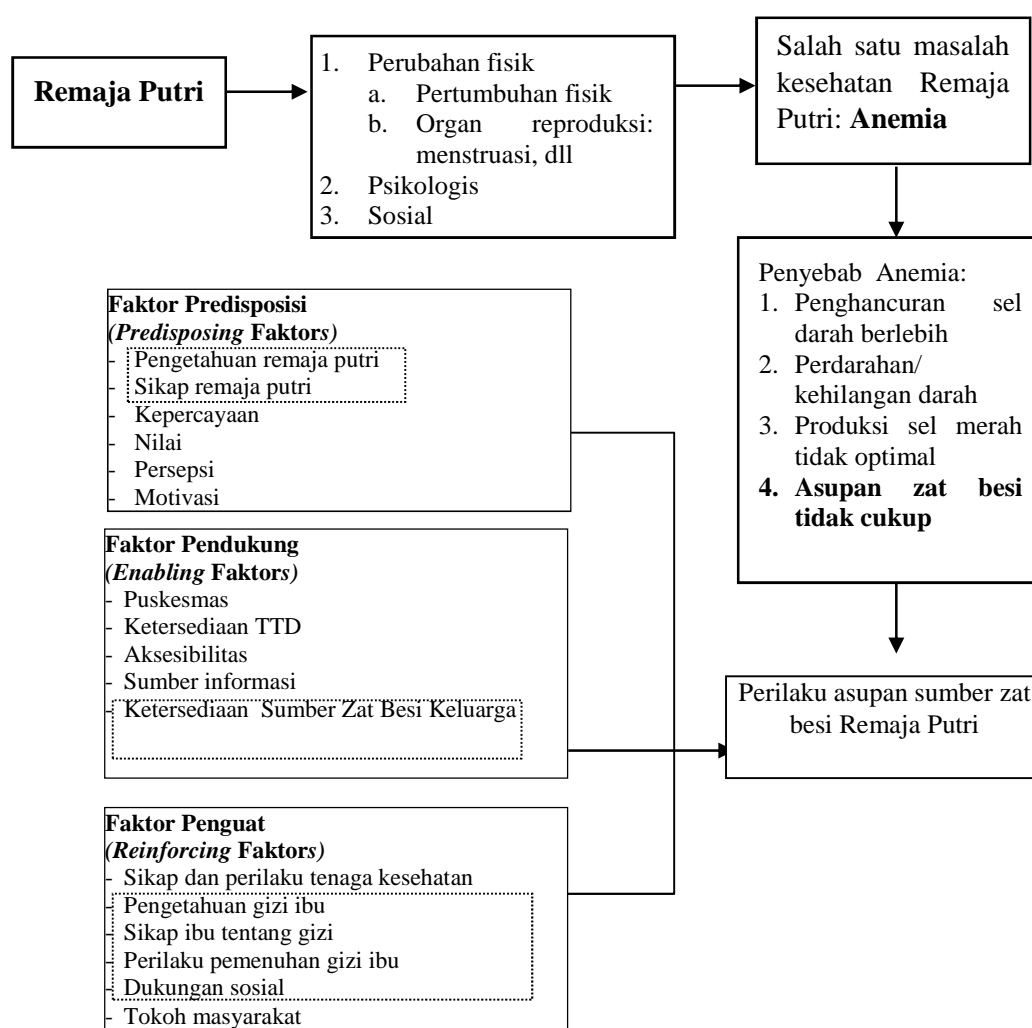 Remaja Putri
1. Perubahan fisik
a. Pertumbuhan fisik
b. Organ reproduksi:
menstruasi, dll
2. Psikologis
3. Sosial
Salah satu masalah
kesehatan Remaja
Putri: Anemia
Penyebab Anemia:
1. Penghancuran sel
darah berlebih
2. Perdarahan/
kehilangan darah
3. Produksi sel merah
tidak optimal
4. Asupan zat besi
tidak cukup
Faktor Predisposisi
(Predisposing Faktors)
- Pengetahuan remaja putri
- Sikap remaja putri
- Kepercayaan
- Nilai
- Persepsi
- Motivasi
Faktor Pendukung
(Enabling Faktors)
- Puskesmas
- Ketersediaan TTD
- Aksesibilitas
- Sumber informasi
- Ketersediaan Sumber Zat Besi Keluarga
Perilaku asupan sumber zat
besi Remaja Putri
Faktor Penguat
(Reinforcing Faktors)
- Sikap dan perilaku tenaga kesehatan
- Pengetahuan gizi ibu
- Sikap ibu tentang gizi
- Perilaku pemenuhan gizi ibu
- Dukungan sosial
- Tokoh masyarakat